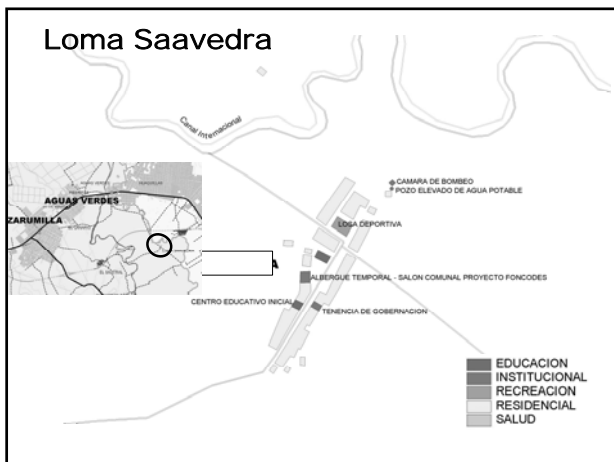 Loma Saavedra
Canal Internacional
CAMARA DE BOMBEO
POZO ELEVADO DE AGUA POTABLE
AGUAS VERDES
ZARUMILLA
LOSA DEPORTIVA
A
ALBERGUE TEMPORAL - SALON COMUNAL PROYECTO FONCODES
CENTRO EDUCATIVO INICIAL
TENENCIA DE GOBERNACION
EDUCACION
INSTITUCIONAL
RECREACION
RESIDENCIAL
SALUD